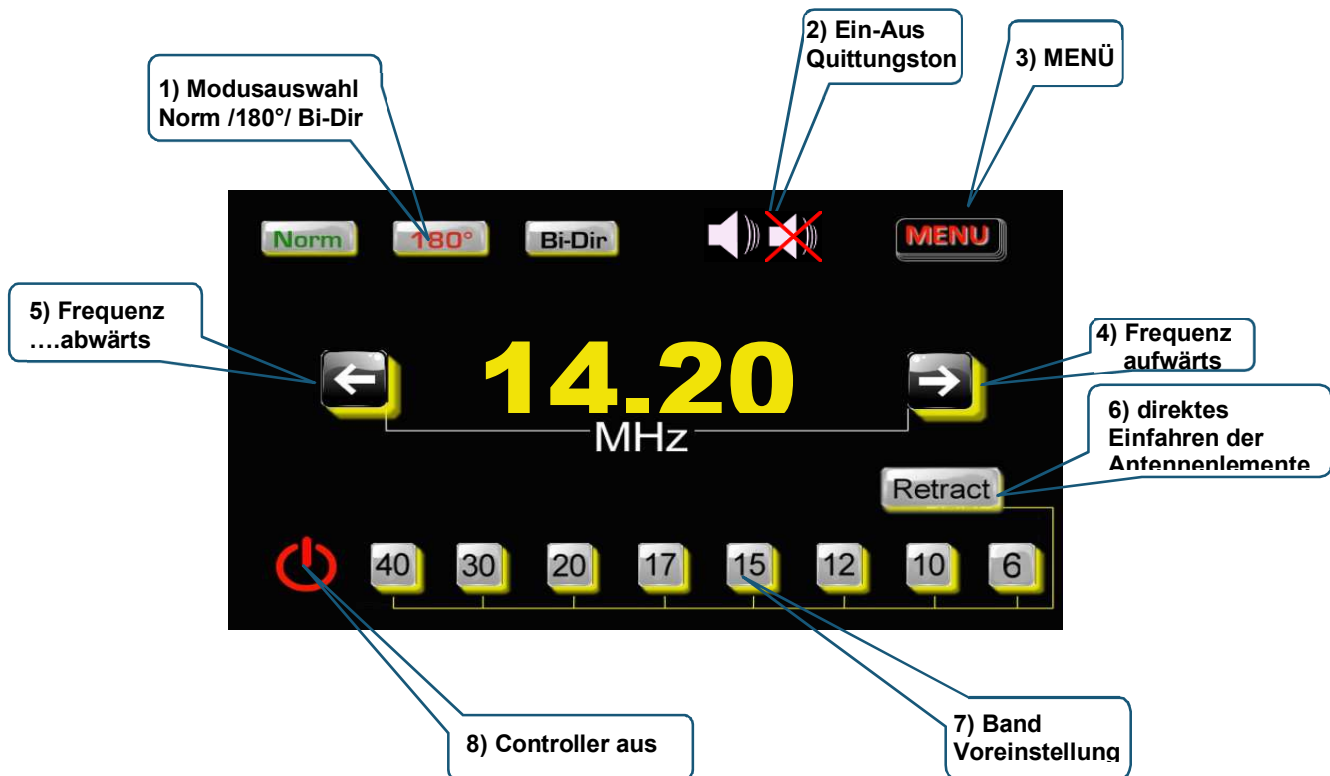 2) Ein-Aus
Quittungston
3) MENÜ
1) Modusauswahl
Norm /180°/ Bi-Dir
Norm
180°
Bi-Dir
MENU
5) Frequenz
….abwärts
14.20
MHz
4) Frequenz
aufwärts
6) direktes
Einfahren der
Antennenlemente
Retract
40
30
20
17
15
12
10
6
8) Controller aus
7) Band
Voreinstellung